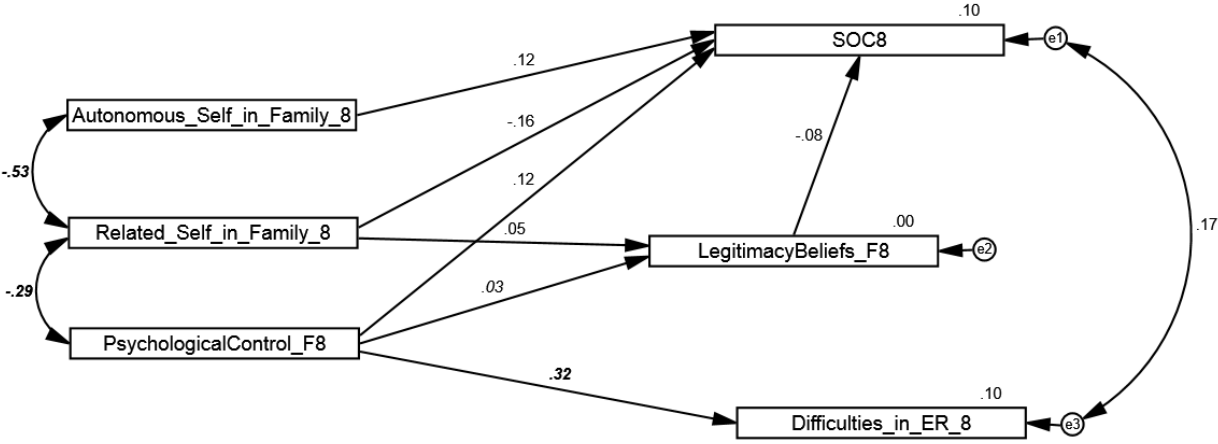 .10
SOC8
e1
.12
Autonomous_Self_in_Family_8
-.16
-.08
-.53
.12
Related_Self_in_Family_8
.05
.00
.17
LegitimacyBeliefs_F8
e2
-.29
.03
PsychologicalControl_F8
.32
.10
Difficulties_in_ER_8
e3